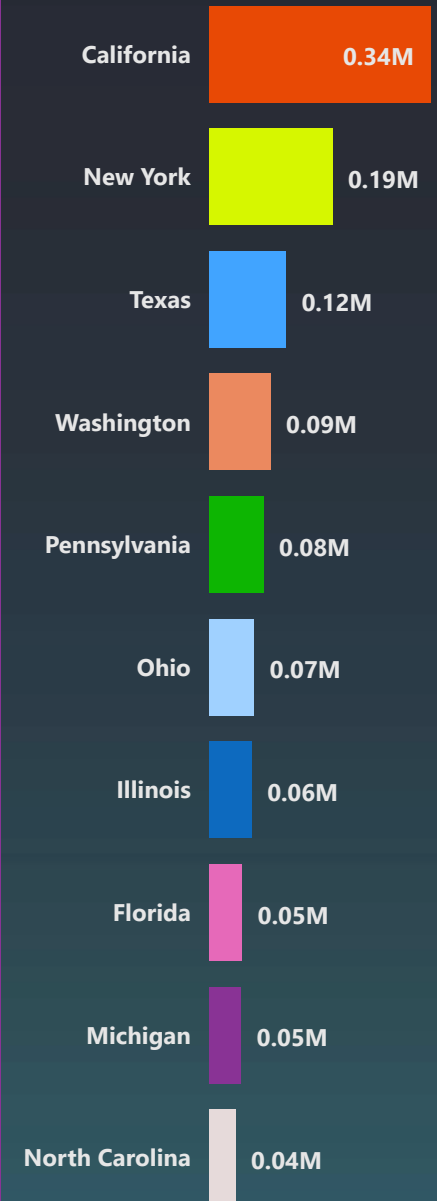 California 0.34M
New York 0.19M
Texas 0.12M
Washington 0.09M
Pennsylvania 0.08M
Ohio 0.07M
Illinois 0.06M
Florida 0.05M
Michigan 0.05M
North Carolina 0.04M